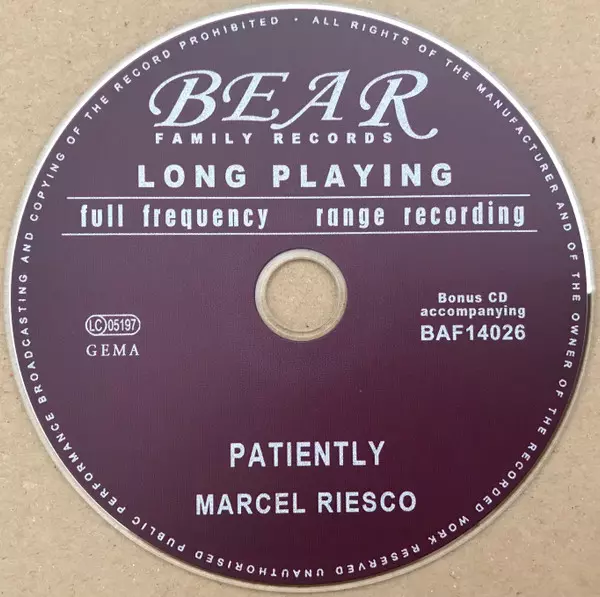 BEAR
FAMILY RECORDS
LONG PLAYING
full frequency range recording
LC 05197
GEMA
Bonus CD
accompanying
BAF14026
PATIENTLY
MARCEL RIESCO
ALL RIGHTS OF THE MANUFACTURER AND OF THE OWNER OF THE RECORDED WORK RESERVED UNAUTHORISED PUBLIC PERFORMANCE BROADCASTING AND COPYING OF THE RECORD PROHIBITED •